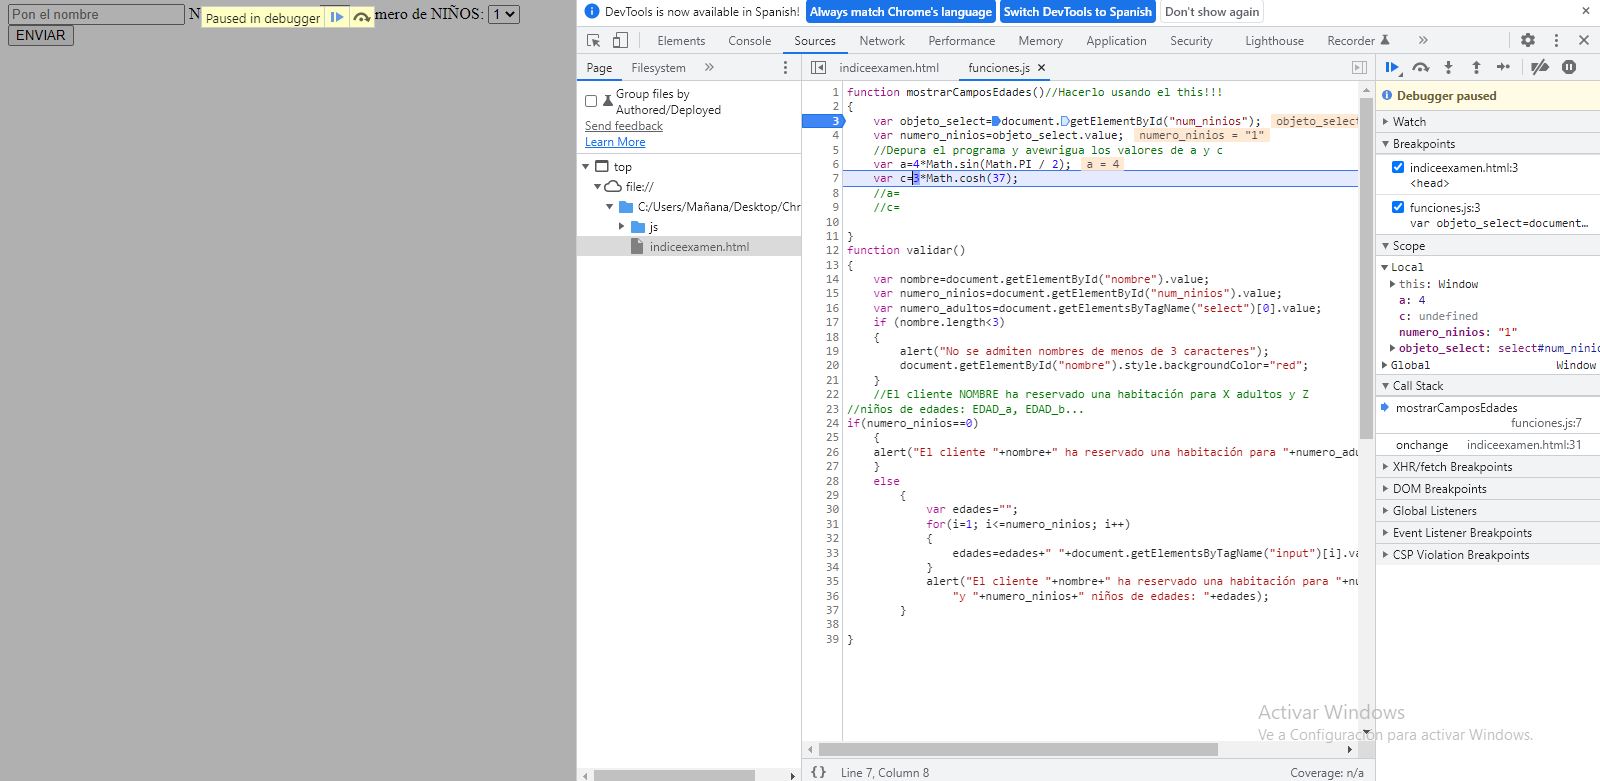 Pon el nombre N Paused in debugger mero de NIÑOS: 1
ENVIAR
DevTools is now available in Spanish! Always match Chrome's language Switch DevTools to Spanish Don't show again
Elements Console Sources Network Performance Memory Application Security Lighthouse Recorder
Page Filesystem
Group files by
Authored/Deployed
Send feedback
Learn More
top
file://
C:/Users/Mañana/Desktop/Chr
js
indiceexamen.html
indiceexamen.html funciones.js
1 function mostrarCamposEdades()//Hacerlo usando el this!!!
2 {
3 var objeto_select=document.getElementById("num_ninios"); objeto_select
4 var numero_ninios=objeto_select.value; numero_ninios = "1"
5 //Depura el programa y avewrigua los valores de a y c
6 var a=4*Math.sin(Math.PI / 2); a = 4
7 var c=3*Math.cosh(37);
8 //a=
9 //c=
10
11 }
12 function validar()
13 {
14 var nombre=document.getElementById("nombre").value;
15 var numero_ninios=document.getElementById("num_ninios").value;
16 var numero_adultos=document.getElementsByTagName("select")[0].value;
17 if (nombre.length<3)
18 {
19 alert("No se admiten nombres de menos de 3 caracteres");
20 document.getElementById("nombre").style.backgroundColor="red";
21 }
22 //El cliente NOMBRE ha reservado una habitación para X adultos y Z
23 //niños de edades: EDAD_a, EDAD_b...
24 if(numero_ninios==0)
25 {
26 alert("El cliente "+nombre+" ha reservado una habitación para "+numero_adu
27 }
28 else
29 {
30 var edades="";
31 for(i=1; i<=numero_ninios; i++)
32 {
33 edades=edades+" "+document.getElementsByTagName("input")[i].va
34 }
35 alert("El cliente "+nombre+" ha reservado una habitación para "+nu
36 "y "+numero_ninios+" niños de edades: "+edades);
37 }
38
39 }
{} Line 7, Column 8 Coverage: n/a
Debugger paused
Watch
Breakpoints
indiceexamen.html:3
<head>
funciones.js:3
var objeto_select=document…
Scope
Local
this: Window
a: 4
c: undefined
numero_ninios: "1"
objeto_select: select#num_ninio
Global Window
Call Stack
mostrarCamposEdades
funciones.js:7
onchange indiceexamen.html:31
XHR/fetch Breakpoints
DOM Breakpoints
Global Listeners
Event Listener Breakpoints
CSP Violation Breakpoints
Activar Windows
Ve a Configuración para activar Windows.